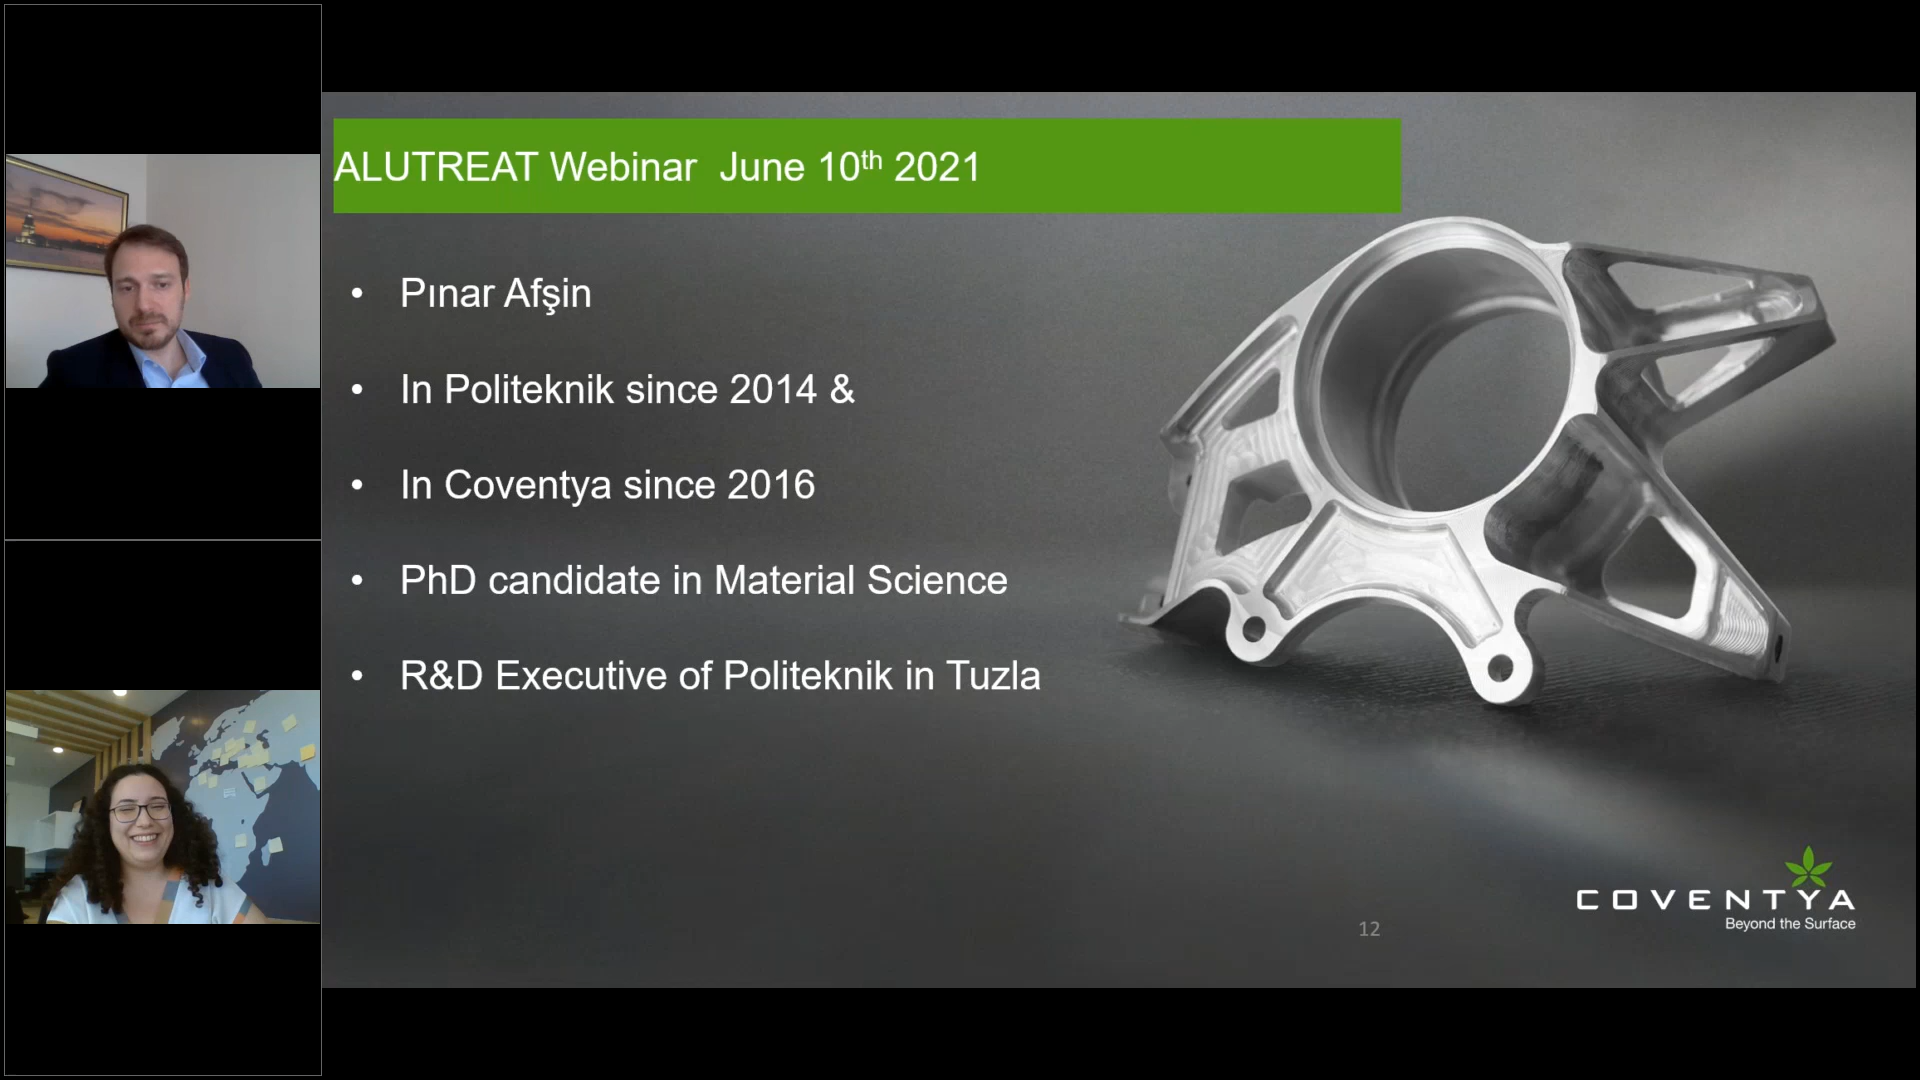 ALUTREAT Webinar  June 10th 2021
• Pınar Afşin
• In Politeknik since 2014 &
• In Coventya since 2016
• PhD candidate in Material Science
• R&D Executive of Politeknik in Tuzla
COVENTYA
Beyond the Surface
12